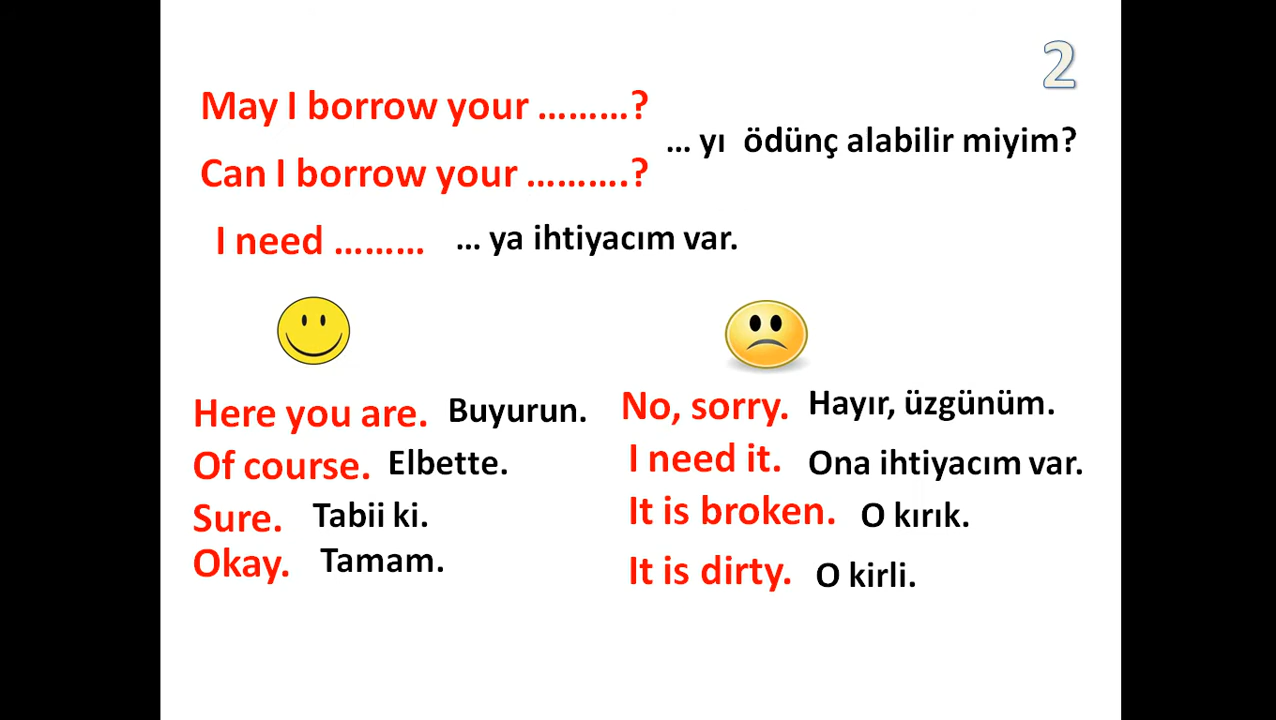 2
May I borrow your ………?
… yı ödünç alabilir miyim?
Can I borrow your ……….?
I need ……… … ya ihtiyacım var.
Here you are. Buyurun.
Of course. Elbette.
Sure. Tabii ki.
Okay. Tamam.
No, sorry. Hayır, üzgünüm.
I need it. Ona ihtiyacım var.
It is broken. O kırık.
It is dirty. O kirli.